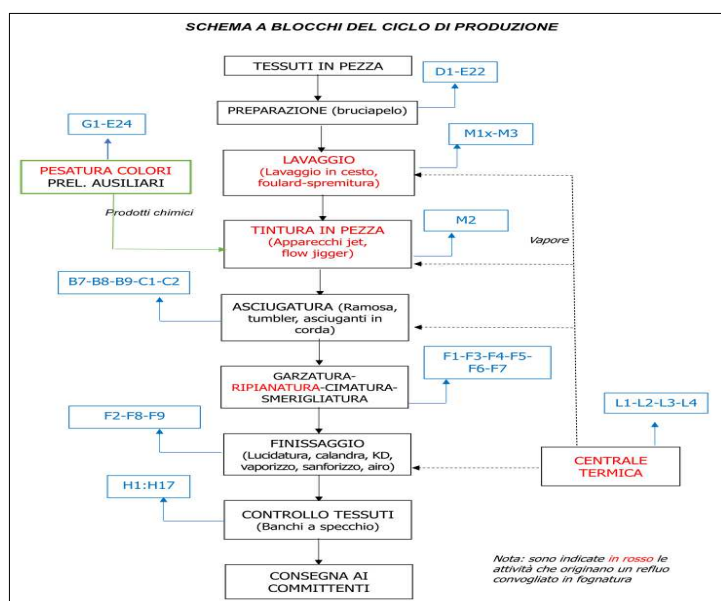 SCHEMA A BLOCCHI DEL CICLO DI PRODUZIONE
TESSUTI IN PEZZA
D1-E22
PREPARAZIONE (bruciapelo)
G1-E24
M1x-M3
LAVAGGIO
(Lavaggio in cesto,
foulard-spremitura)
PESATURA COLORI
PREL. AUSILIARI
Prodotti chimici
M2
TINTURA IN PEZZA
(Apparecchi jet,
flow jigger)
Vapore
B7-B8-B9-C1-C2
ASCIUGATURA (Ramosa,
tumbler, asciuganti in
corda)
F1-F3-F4-F5-
F6-F7
GARZATURA-
RIPIANATURA-CIMATURA-
SMERIGLIATURA
F2-F8-F9
L1-L2-L3-L4
FINISSAGGIO
(Lucidatura, calandra, KD,
vaporizzo, sanforizzo, airo)
CENTRALE
TERMICA
H1:H17
CONTROLLO TESSUTI
(Banchi a specchio)
Nota: sono indicate in rosso le
attività che originano un refluo
convogliato in fognatura
CONSEGNA AI
COMMITTENTI